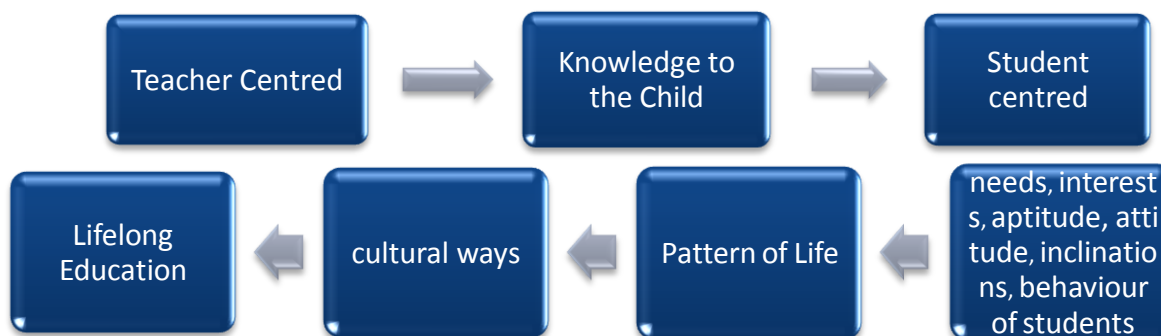 Teacher Centred
Knowledge to
the Child
Student
centred
needs, interest
s, aptitude, atti
tude, inclinatio
ns, behaviour
of students
Pattern of Life
cultural ways
Lifelong
Education